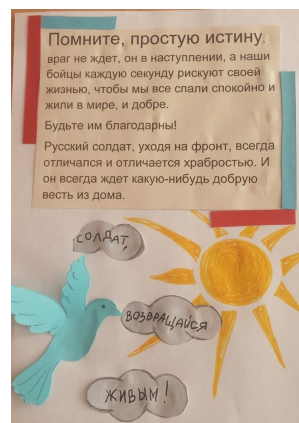 Помните, простую истину,
враг не ждет, он в наступлении, а наши
бойцы каждую секунду рискуют своей
жизнью, чтобы мы все спали спокойно и
жили в мире, и добре.
Будьте им благодарны!
Русский солдат, уходя на фронт, всегда
отличался и отличается храбростью. И
он всегда ждет какую-нибудь добрую
весть из дома.
СОЛДАТ,
ВОЗВРАЩАЙСЯ
ЖИВЫМ!